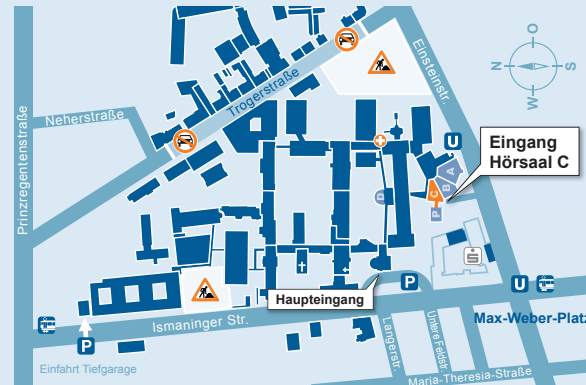 Einsteinstr.
O
N
S
W
Trogerstraße
Neherstraße
Prinzregentenstraße
U
Eingang
Hörsaal C
A
B
C
D
P
Haupteingang
P
U
Max-Weber-Platz
Ismaninger Str.
P
Einfahrt Tiefgarage
Langerstr.
Untere Feldstr.
Maria-Theresia-Straße